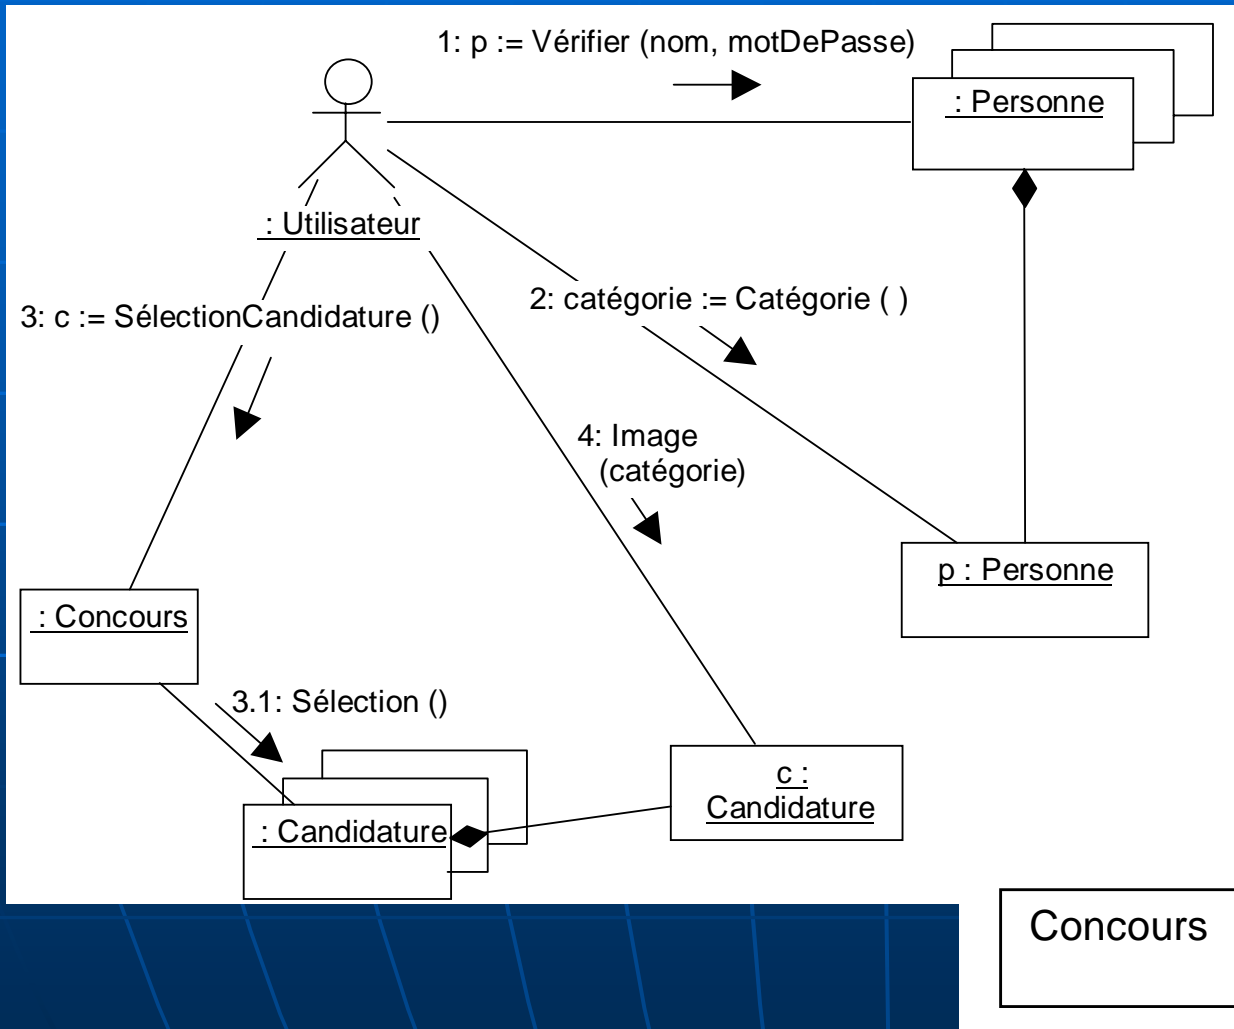 1: p := Vérifier (nom, motDePasse)
: Personne
: Utilisateur
2: catégorie := Catégorie ( )
3: c := SélectionCandidature ()
4: Image
(catégorie)
p : Personne
: Concours
3.1: Sélection ()
c :
Candidature
: Candidature
Concours